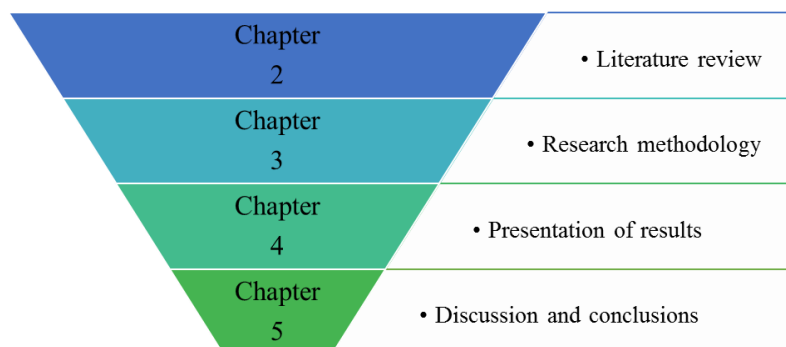 Chapter
2
• Literature review
Chapter
3
• Research methodology
Chapter
4
• Presentation of results
Chapter
5
• Discussion and conclusions